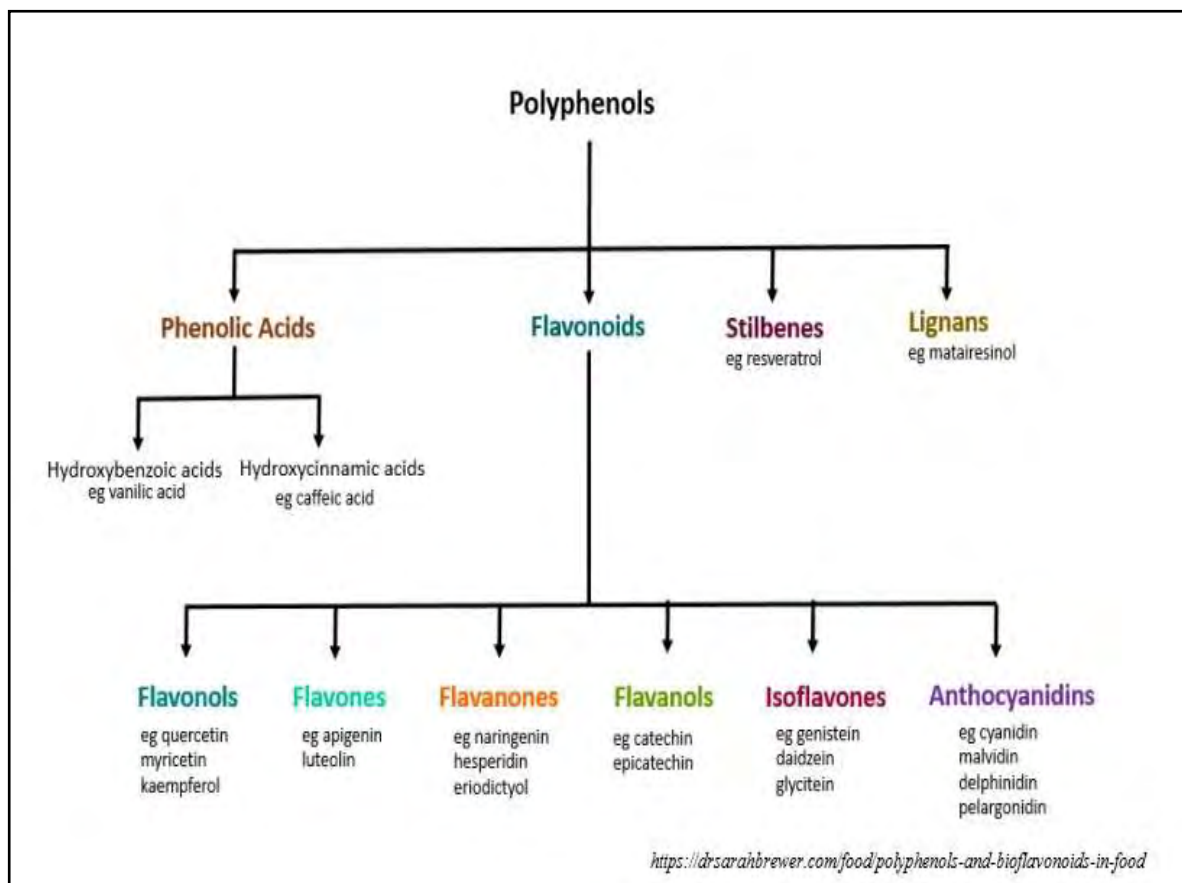 Polyphenols
Phenolic Acids
Flavonoids
Stilbenes
eg resveratrol
Lignans
eg matairesinol
Hydroxybenzoic acids
eg vanilic acid
Hydroxycinnamic acids
eg caffeic acid
Flavonols
eg quercetin
myricetin
kaempferol
Flavones
eg apigenin
luteolin
Flavanones
eg naringenin
hesperidin
eriodictyol
Flavanols
eg catechin
epicatechin
Isoflavones
eg genistein
daidzein
glycitein
Anthocyanidins
eg cyanidin
malvidin
delphinidin
pelargonidin
https://drsarahbrewer.com/food/polyphenols-and-bioflavonoids-in-food